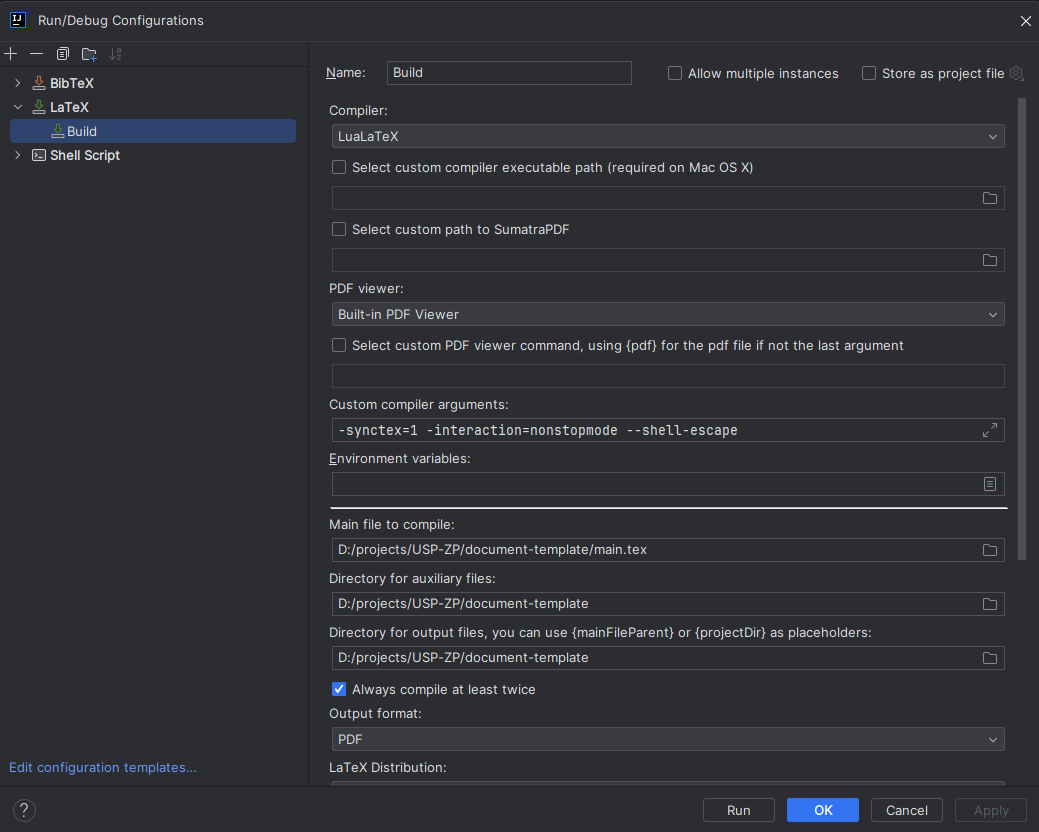 Run/Debug Configurations
BibTeX
LaTeX
Build
Shell Script
Edit configuration templates...
Name:
Build
Allow multiple instances
Store as project file
Compiler:
LuaLaTeX
Select custom compiler executable path (required on Mac OS X)
Select custom path to SumatraPDF
PDF viewer:
Built-in PDF Viewer
Select custom PDF viewer command, using {pdf} for the pdf file if not the last argument
Custom compiler arguments:
-synctex=1 -interaction=nonstopmode --shell-escape
Environment variables:
Main file to compile:
D:/projects/USP-ZP/document-template/main.tex
Directory for auxiliary files:
D:/projects/USP-ZP/document-template
Directory for output files, you can use {mainFileParent} or {projectDir} as placeholders:
D:/projects/USP-ZP/document-template
Always compile at least twice
Output format:
PDF
LaTeX Distribution:
?
Run
OK
Cancel
Apply